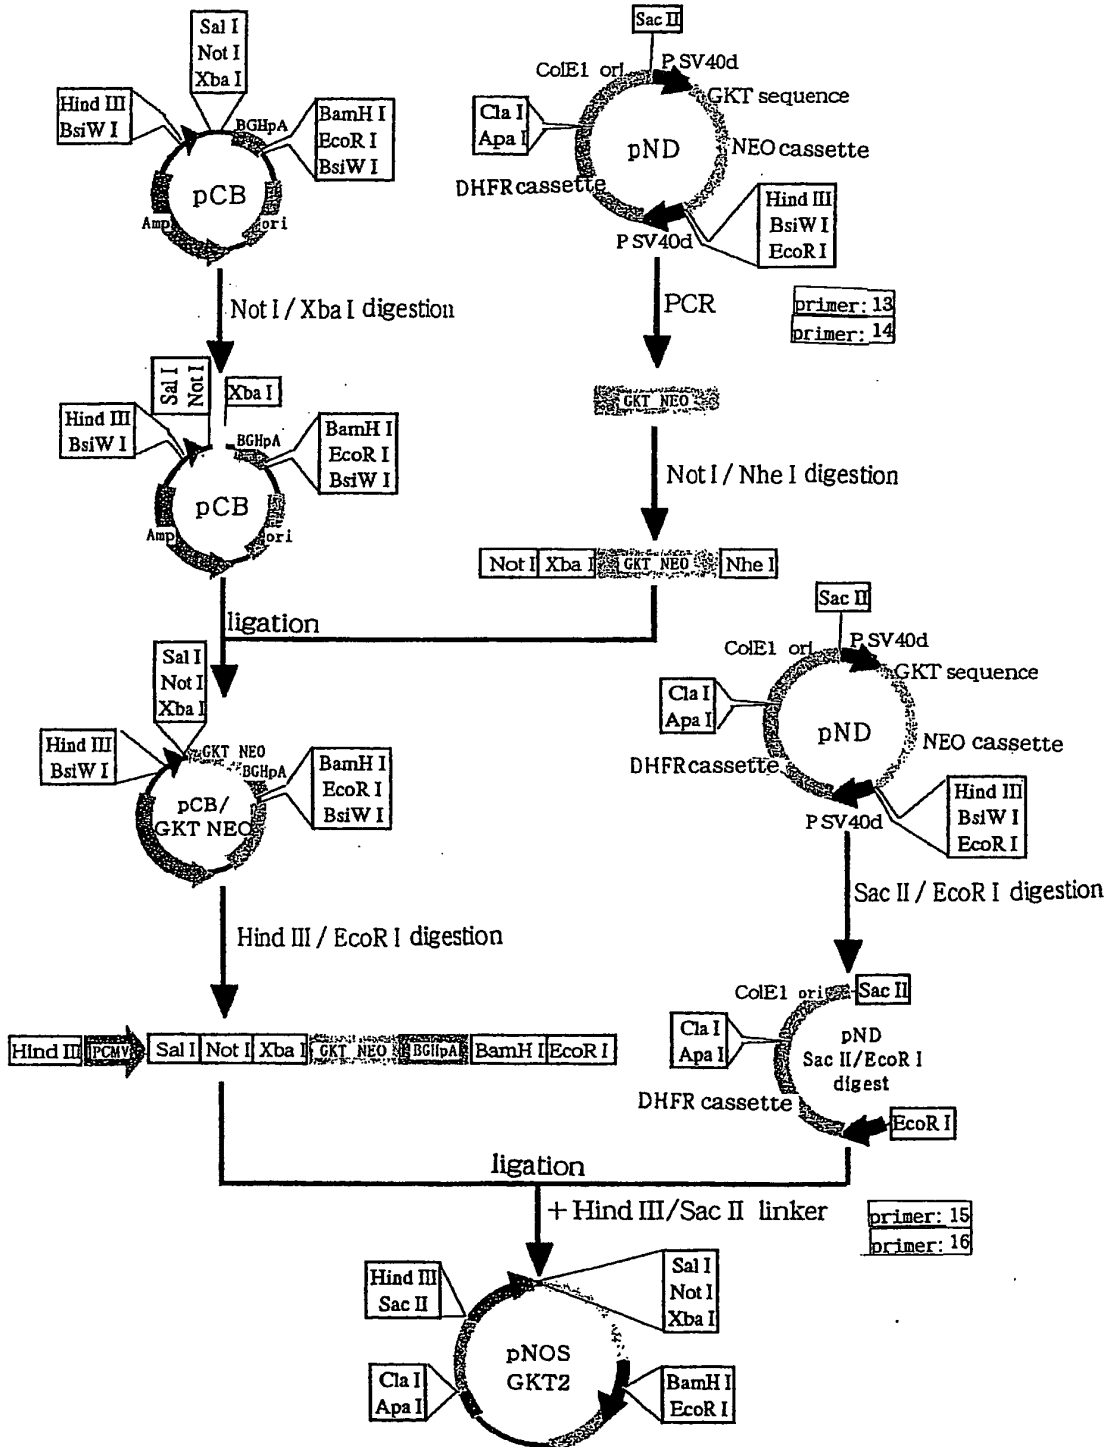 Sal I
Not I
Xba I
Hind III
BsiW I
BGHpA
BamH I
EcoR I
BsiW I
pCB
Amp
ori
Sac II
ColE1 ori
PSV40d
GKT sequence
Cla I
Apa I
pND
NEO cassette
DHFR cassette
Hind III
BsiW I
EcoR I
PSV40d
Not I / Xba I digestion
PCR
primer: 13
primer: 14
Sal I
Not I
Xba I
Hind III
BsiW I
BGHpA
BamH I
EcoR I
BsiW I
pCB
Amp
ori
GKT NEO
Not I / Nhe I digestion
Not I Xba I GKT NEO Nhe I
ligation
Sal I
Not I
Xba I
Hind III
BsiW I
GKT NEO
BGHpA
BamH I
EcoR I
BsiW I
pCB/
GKT NEO
Sac II
ColE1 ori
PSV40d
GKT sequence
Cla I
Apa I
pND
NEO cassette
DHFR cassette
Hind III
BsiW I
EcoR I
PSV40d
Sac II / EcoR I digestion
Hind III / EcoR I digestion
Hind III PCMV Sal I Not I Xba I GKT NEO BGHpA BamH I EcoR I
ColE1 ori
Sac II
Cla I
Apa I
pND
Sac II/EcoR I
digest
DHFR cassette
EcoR I
ligation
+ Hind III/Sac II linker
primer: 15
primer: 16
Hind III
Sac II
Sal I
Not I
Xba I
pNOS
GKT2
Cla I
Apa I
BamH I
EcoR I